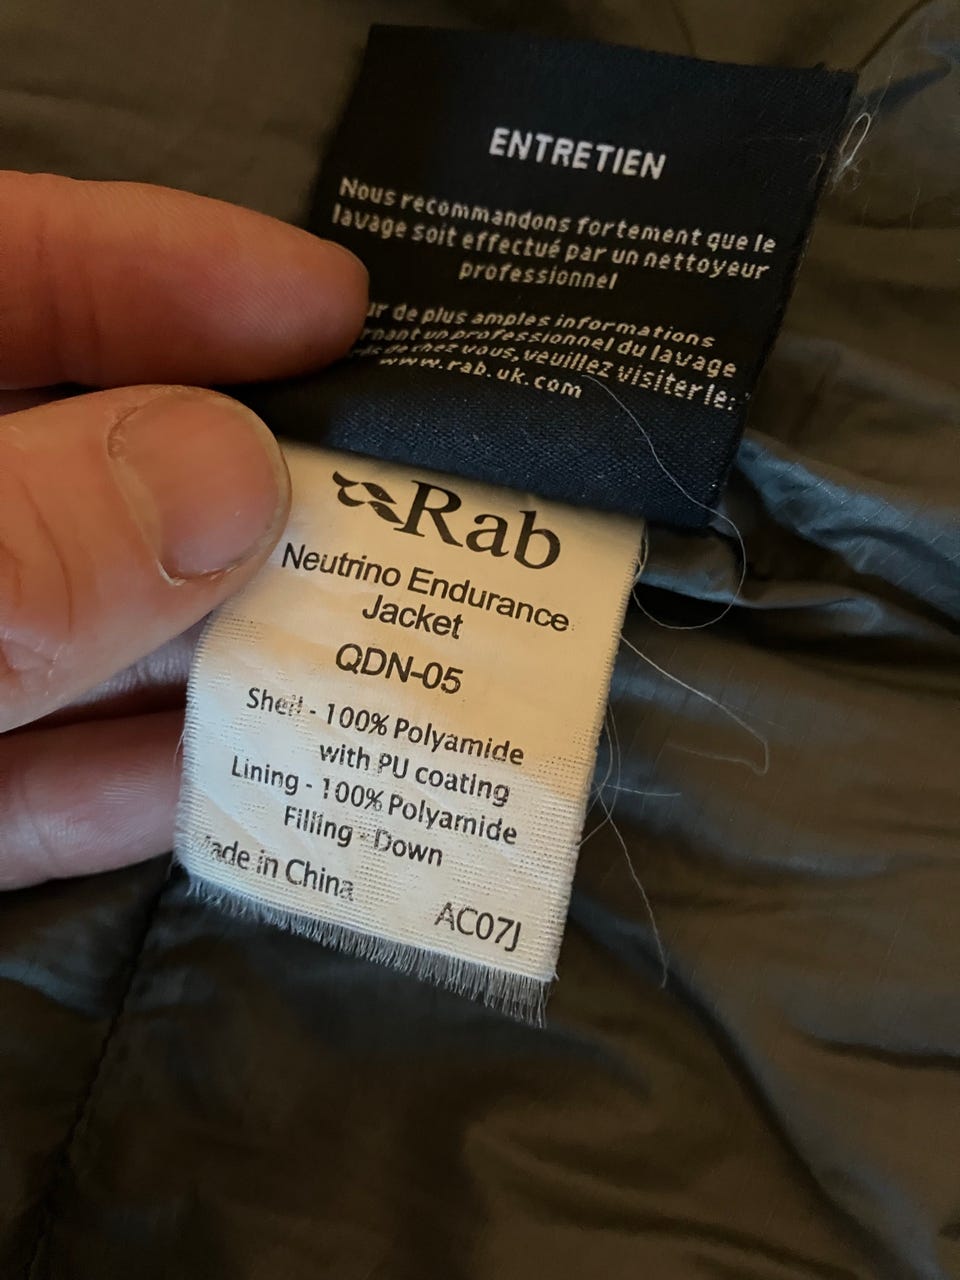 ENTRETIEN
Nous recommandons fortement que le
lavage soit effectué par un nettoyeur
professionnel
de plus amples informations
un professionnel du lavage
de chez vous, veuillez visiter le:
www.rab.uk.com
Rab
Neutrino Endurance
Jacket
QDN-05
Shell - 100% Polyamide
with PU coating
Lining - 100% Polyamide
Filling - Down
Made in China
AC07J